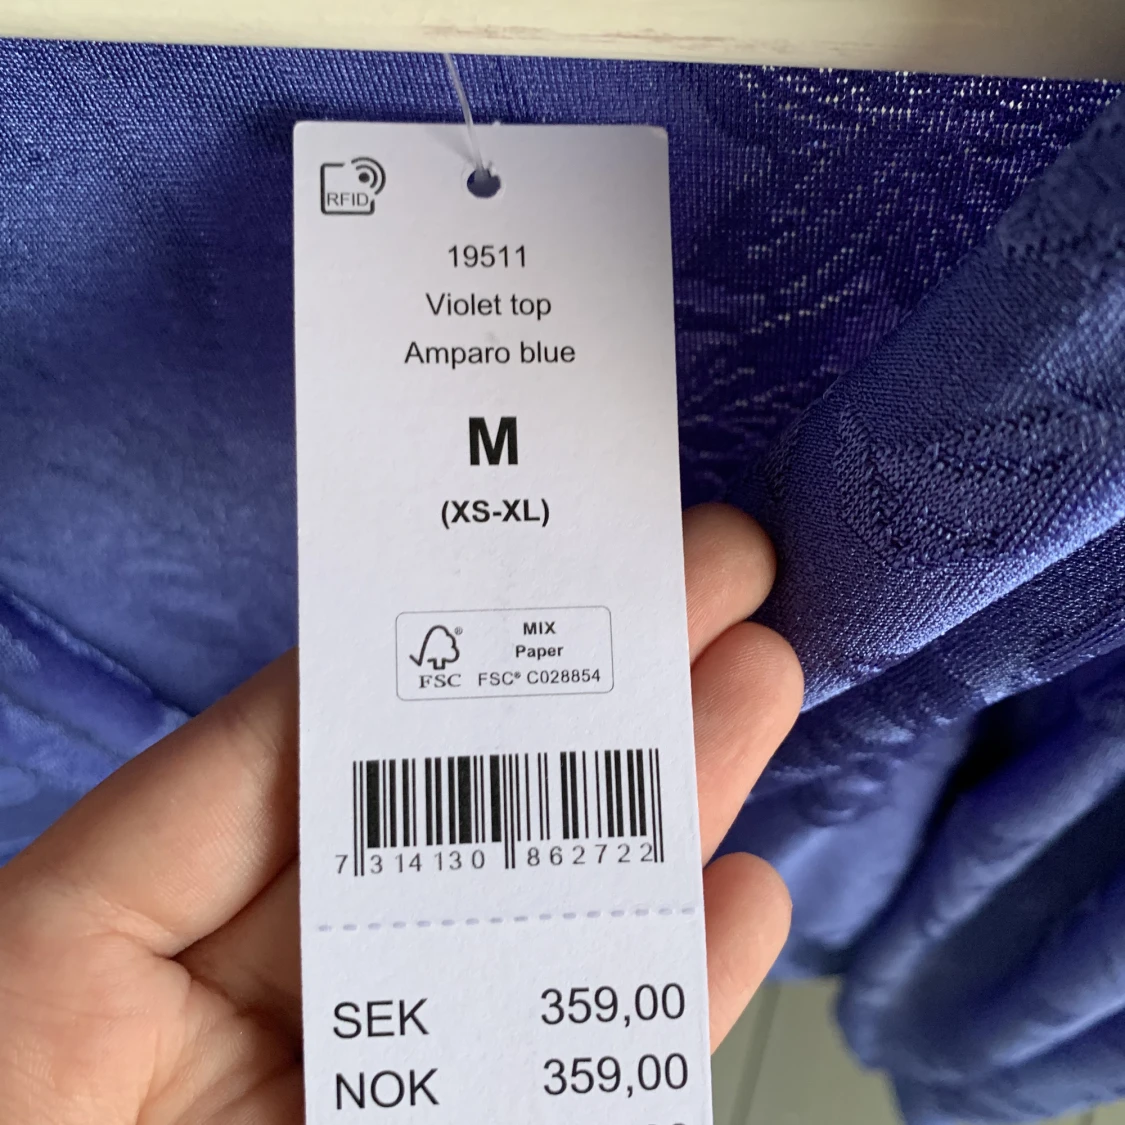 RFID
19511
Violet top
Amparo blue
M
(XS-XL)
MIX
Paper
FSC FSC® C028854
7 314130 862722
SEK 359,00
NOK 359,00